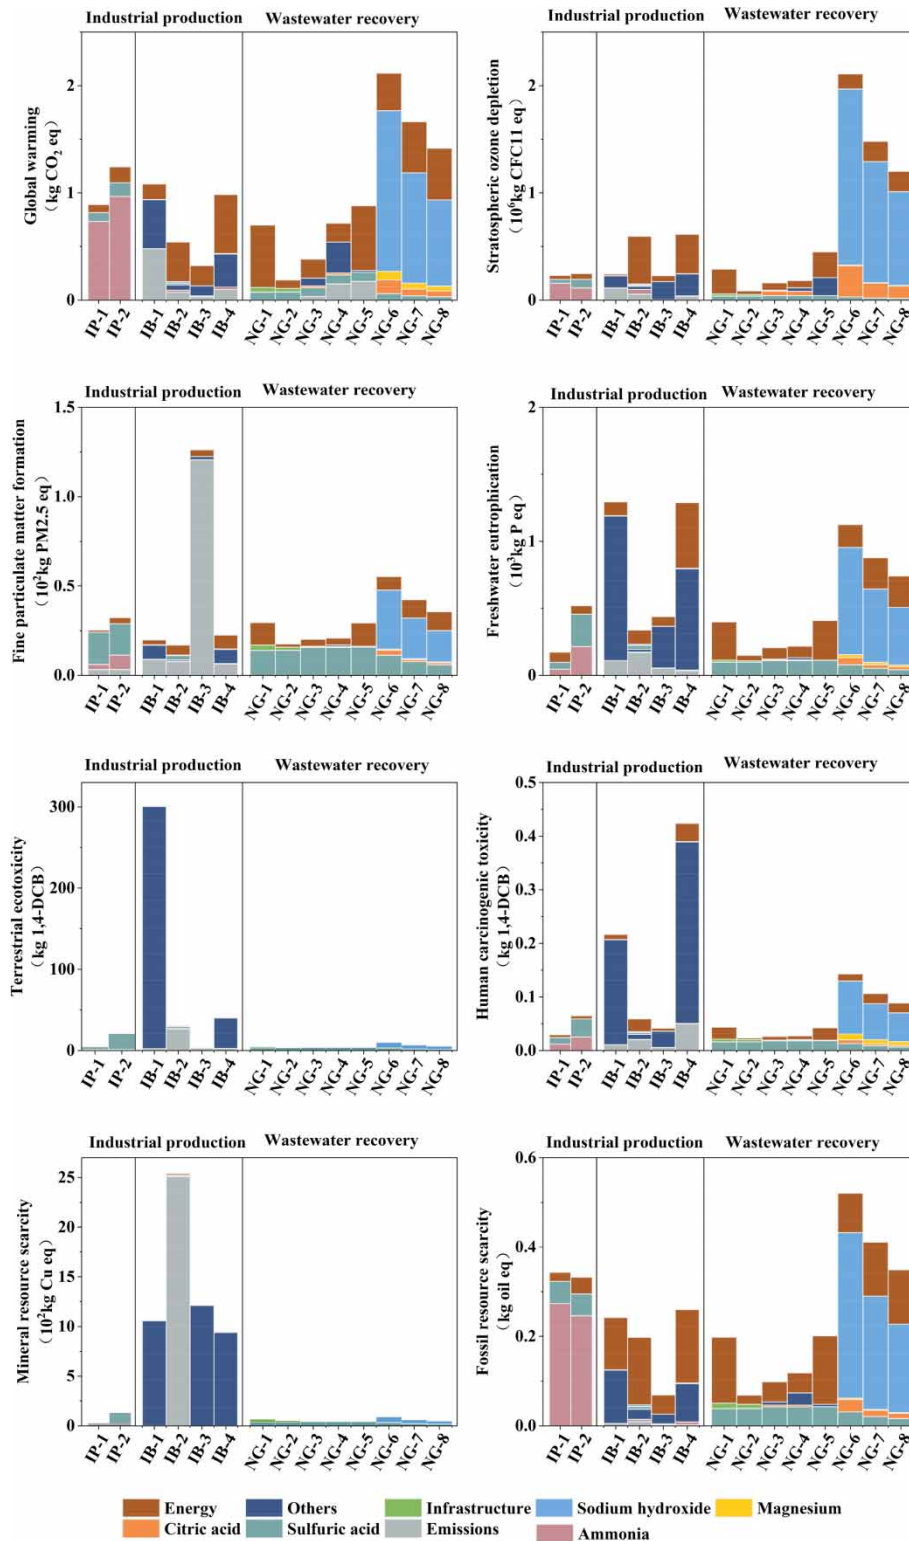 Industrial production Wastewater recovery
Global warming
(kg CO₂ eq)
2
1
0
IP-1 IP-2 IB-1 IB-2 IB-3 IB-4 NG-1 NG-2 NG-3 NG-4 NG-5 NG-6 NG-7 NG-8
Industrial production Wastewater recovery
Stratospheric ozone depletion
(10⁶kg CFC11 eq)
2
1
0
IP-1 IP-2 IB-1 IB-2 IB-3 IB-4 NG-1 NG-2 NG-3 NG-4 NG-5 NG-6 NG-7 NG-8
Industrial production Wastewater recovery
Fine particulate matter formation
(10²kg PM2.5 eq)
1.5
1.0
0.5
0.0
IP-1 IP-2 IB-1 IB-2 IB-3 IB-4 NG-1 NG-2 NG-3 NG-4 NG-5 NG-6 NG-7 NG-8
Industrial production Wastewater recovery
Freshwater eutrophication
(10³kg P eq)
2
1
0
IP-1 IP-2 IB-1 IB-2 IB-3 IB-4 NG-1 NG-2 NG-3 NG-4 NG-5 NG-6 NG-7 NG-8
Industrial production Wastewater recovery
Terrestrial ecotoxicity
(kg 1,4-DCB)
300
200
100
0
IP-1 IP-2 IB-1 IB-2 IB-3 IB-4 NG-1 NG-2 NG-3 NG-4 NG-5 NG-6 NG-7 NG-8
Industrial production Wastewater recovery
Human carcinogenic toxicity
(kg 1,4-DCB)
0.5
0.4
0.3
0.2
0.1
0.0
IP-1 IP-2 IB-1 IB-2 IB-3 IB-4 NG-1 NG-2 NG-3 NG-4 NG-5 NG-6 NG-7 NG-8
Industrial production Wastewater recovery
Mineral resource scarcity
(10²kg Cu eq)
25
20
15
10
5
0
IP-1 IP-2 IB-1 IB-2 IB-3 IB-4 NG-1 NG-2 NG-3 NG-4 NG-5 NG-6 NG-7 NG-8
Industrial production Wastewater recovery
Fossil resource scarcity
(kg oil eq)
0.6
0.4
0.2
0.0
IP-1 IP-2 IB-1 IB-2 IB-3 IB-4 NG-1 NG-2 NG-3 NG-4 NG-5 NG-6 NG-7 NG-8
Energy Others Infrastructure Sodium hydroxide Magnesium
Citric acid Sulfuric acid Emissions Ammonia